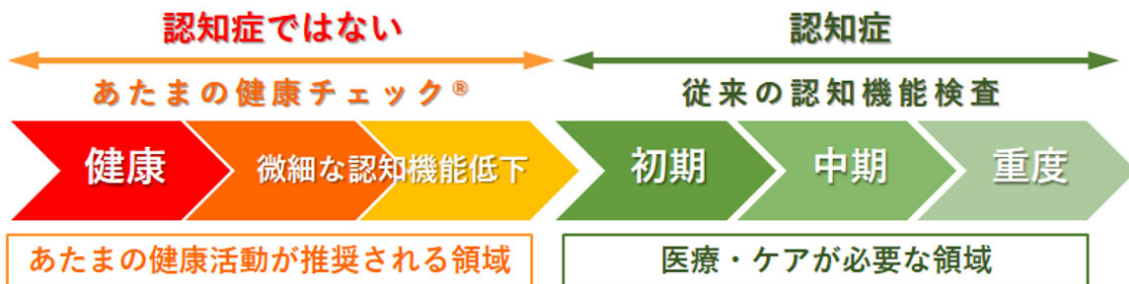 認知症ではない
認知症
あたまの健康チェック®
従来の認知機能検査
健康
微細な認知機能低下
初期
中期
重度
あたまの健康活動が推奨される領域
医療・ケアが必要な領域